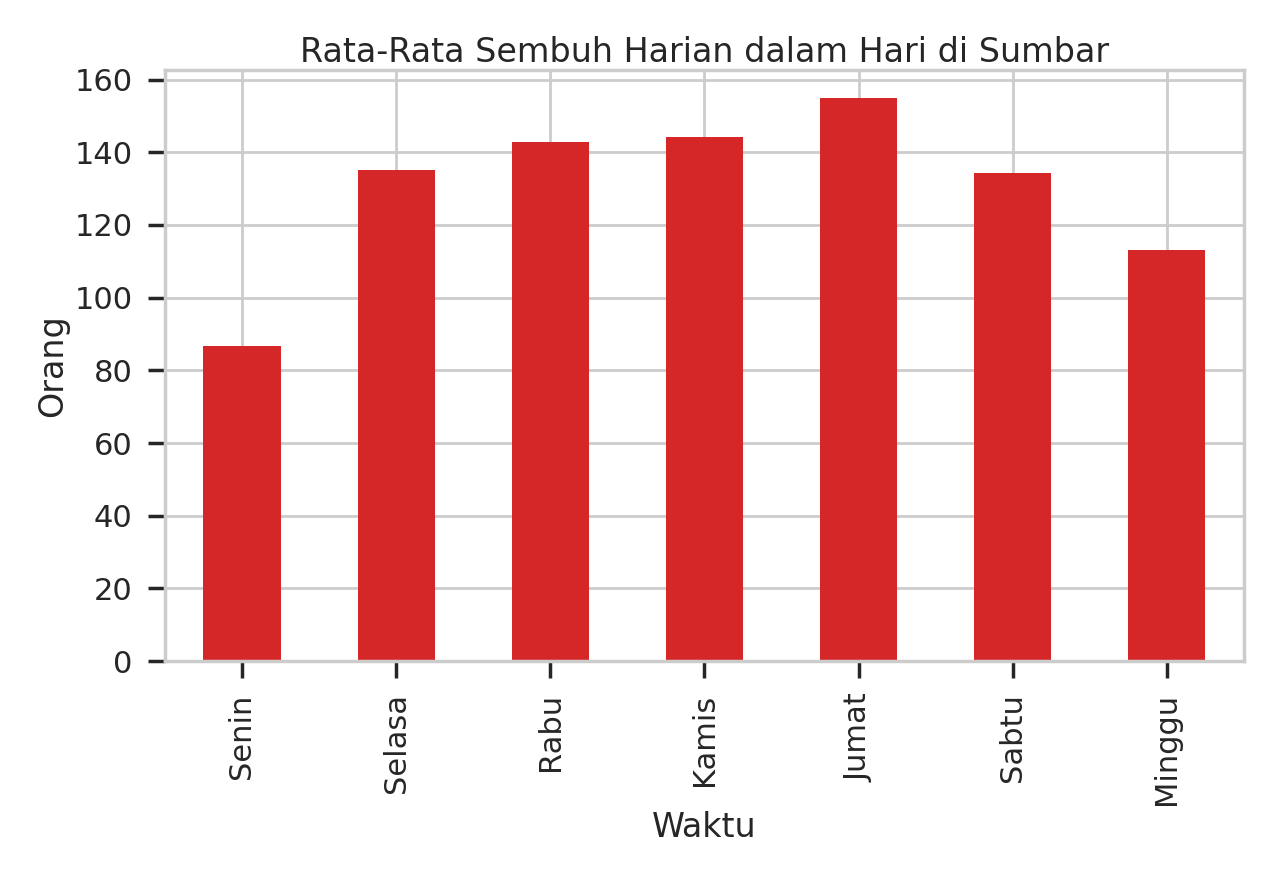 Rata-Rata Sembuh Harian dalam Hari di Sumbar
160
140
120
100
80
60
40
20
0
Orang
Senin
Selasa
Rabu
Kamis
Jumat
Sabtu
Minggu
Waktu